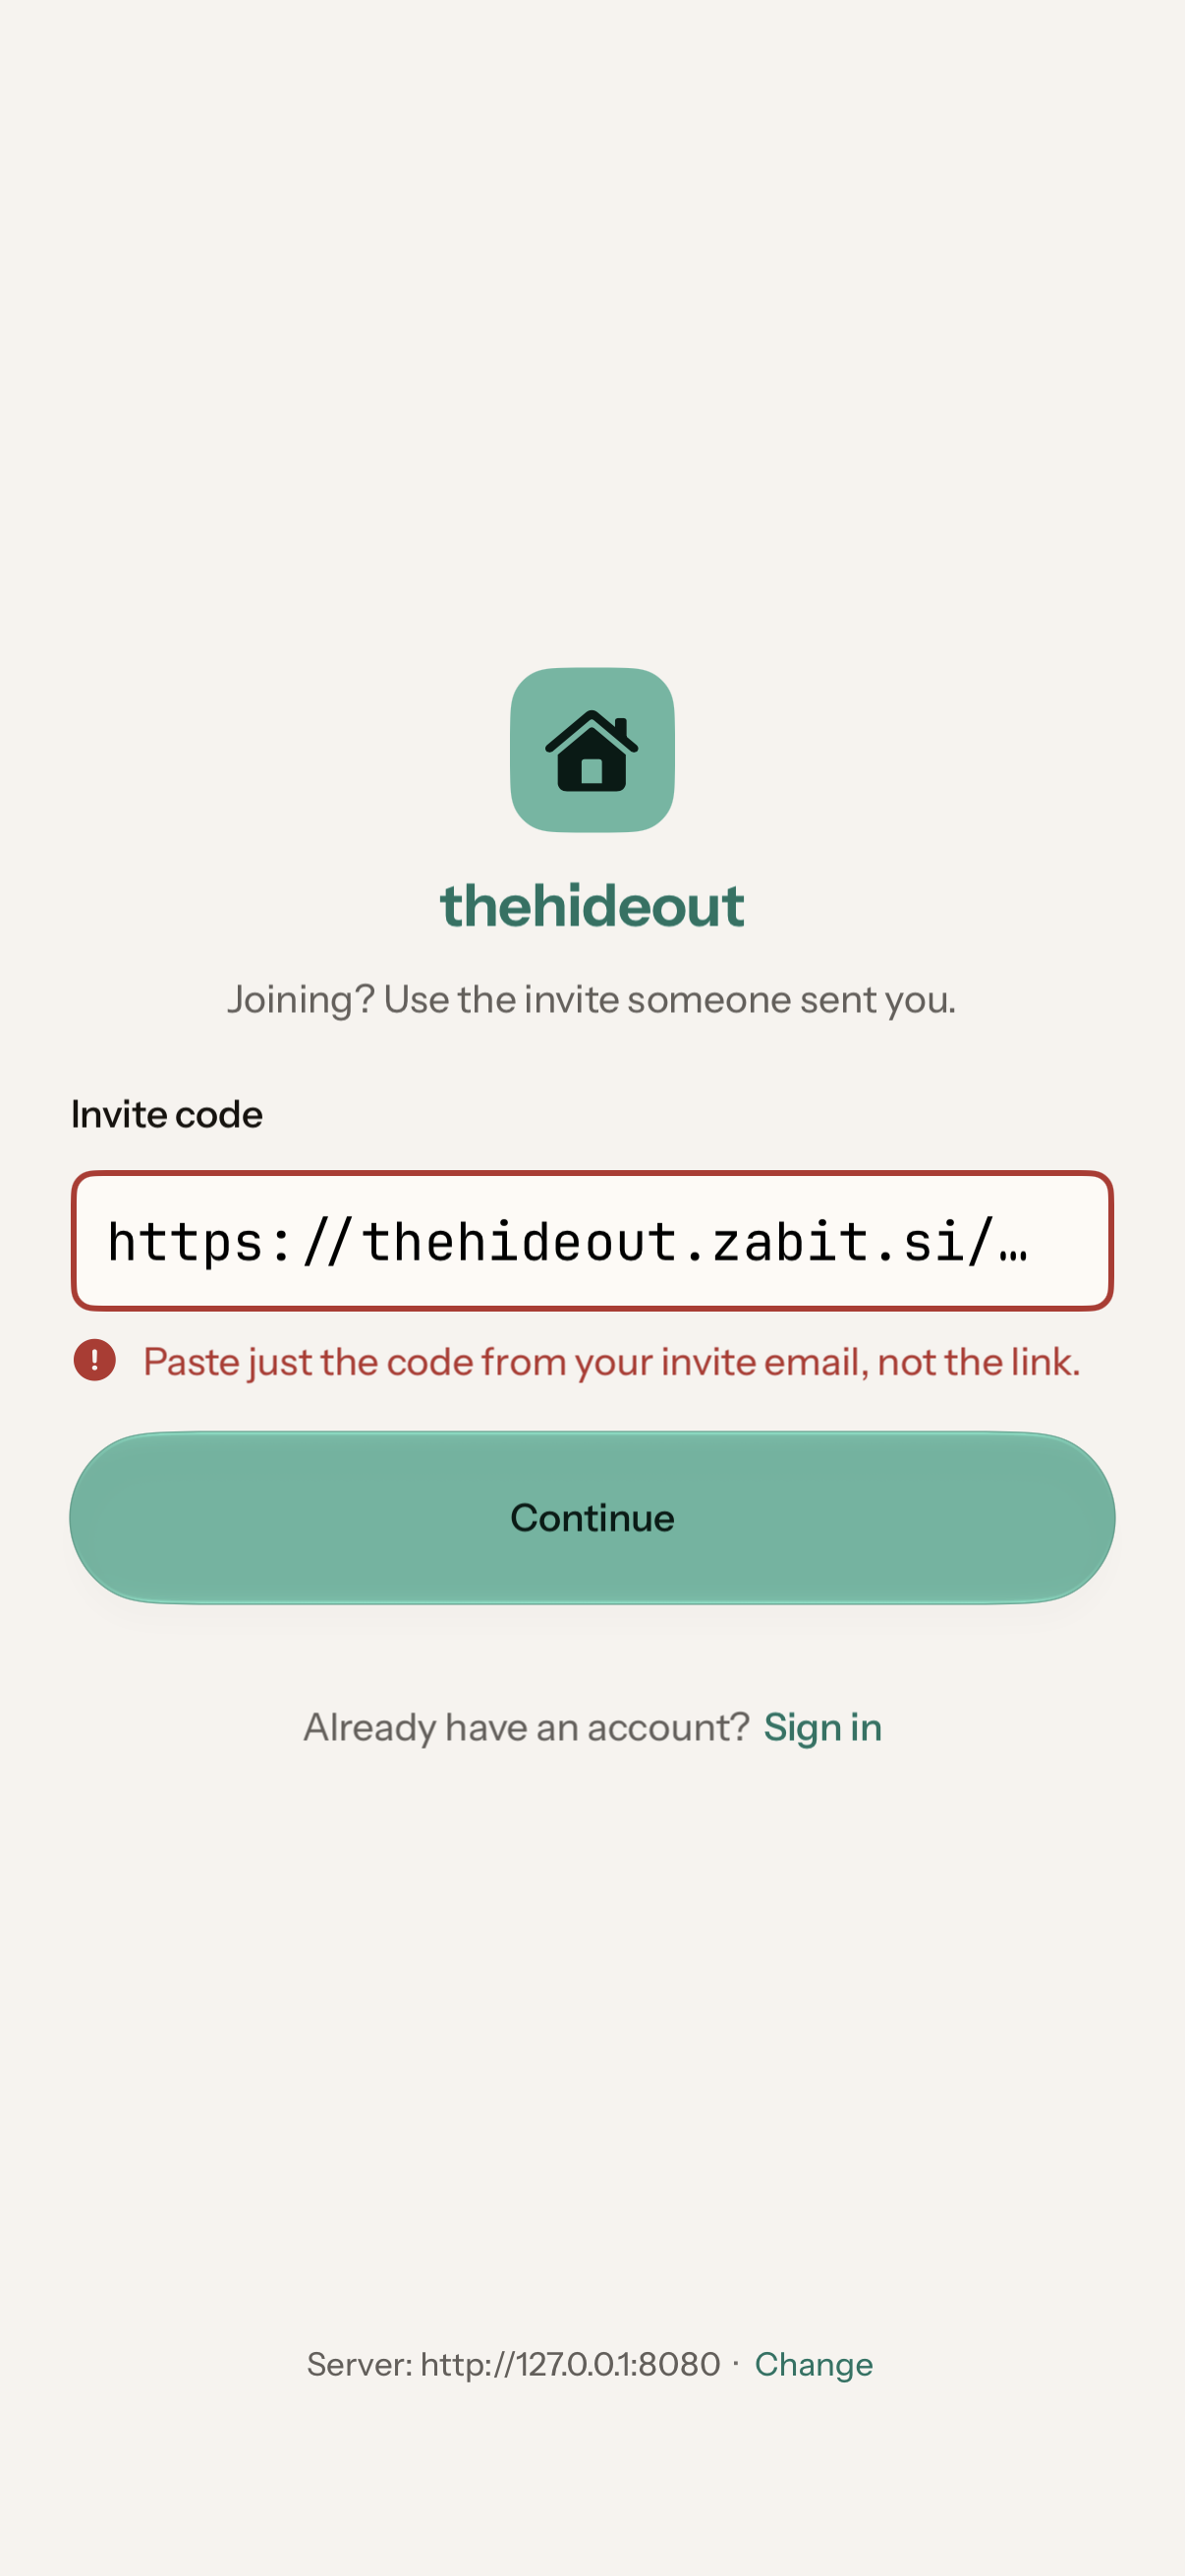 thehideout
Joining? Use the invite someone sent you.
Invite code
https://thehideout.zabit.si/…
Paste just the code from your invite email, not the link.
Continue
Already have an account? Sign in
Server: http://127.0.0.1:8080 · Change